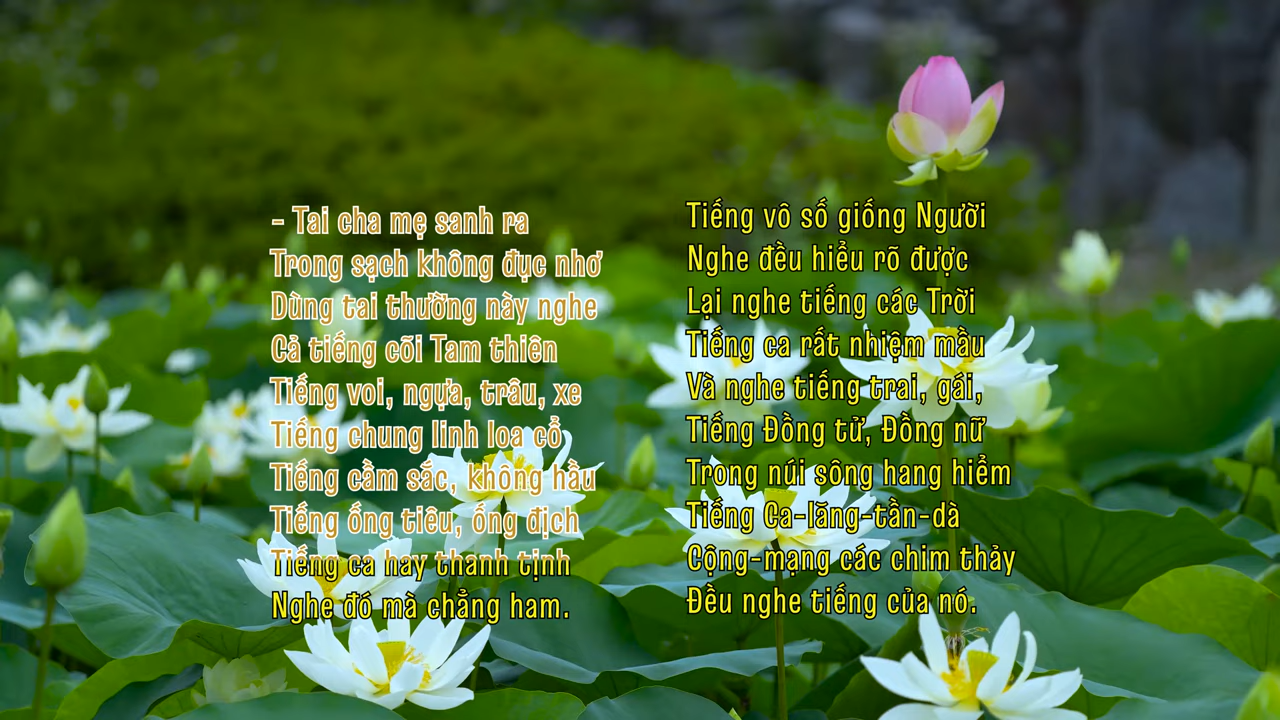 - Tai cha mẹ sanh ra
Trong sạch không đục nhơ
Dùng tai thường này nghe
Cả tiếng cõi Tam thiên
Tiếng voi, ngựa, trâu, xe
Tiếng chung linh loa cổ
Tiếng cầm sắc, không hầu
Tiếng ống tiêu, ống địch
Tiếng ca hay thanh tịnh
Nghe đó mà chẳng ham.
Tiếng vô số giống Người
Nghe đều hiểu rõ được
Lại nghe tiếng các Trời
Tiếng ca rất nhiệm mầu
Và nghe tiếng trai, gái,
Tiếng Đồng tử, Đồng nữ
Trong núi sông hang hiểm
Tiếng Ca-lăng-tần-dà
Cộng-mạng các chim thảy
Đều nghe tiếng của nó.